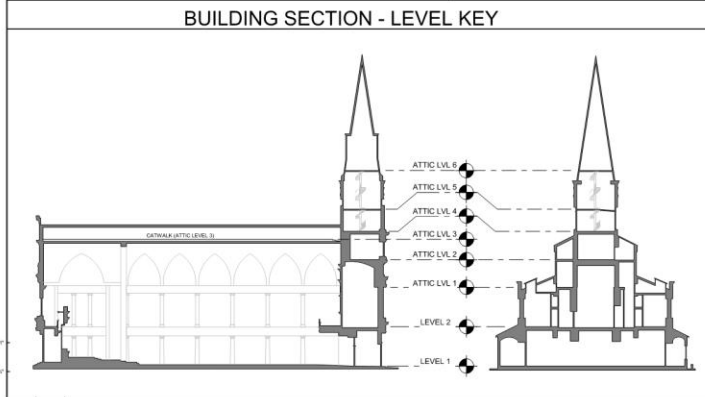 BUILDING SECTION - LEVEL KEY
ATTIC LVL 6
ATTIC LVL 5
ATTIC LVL 4
CATWALK (ATTIC LEVEL 3)
ATTIC LVL 3
ATTIC LVL 2
ATTIC LVL 1
LEVEL 2
LEVEL 1